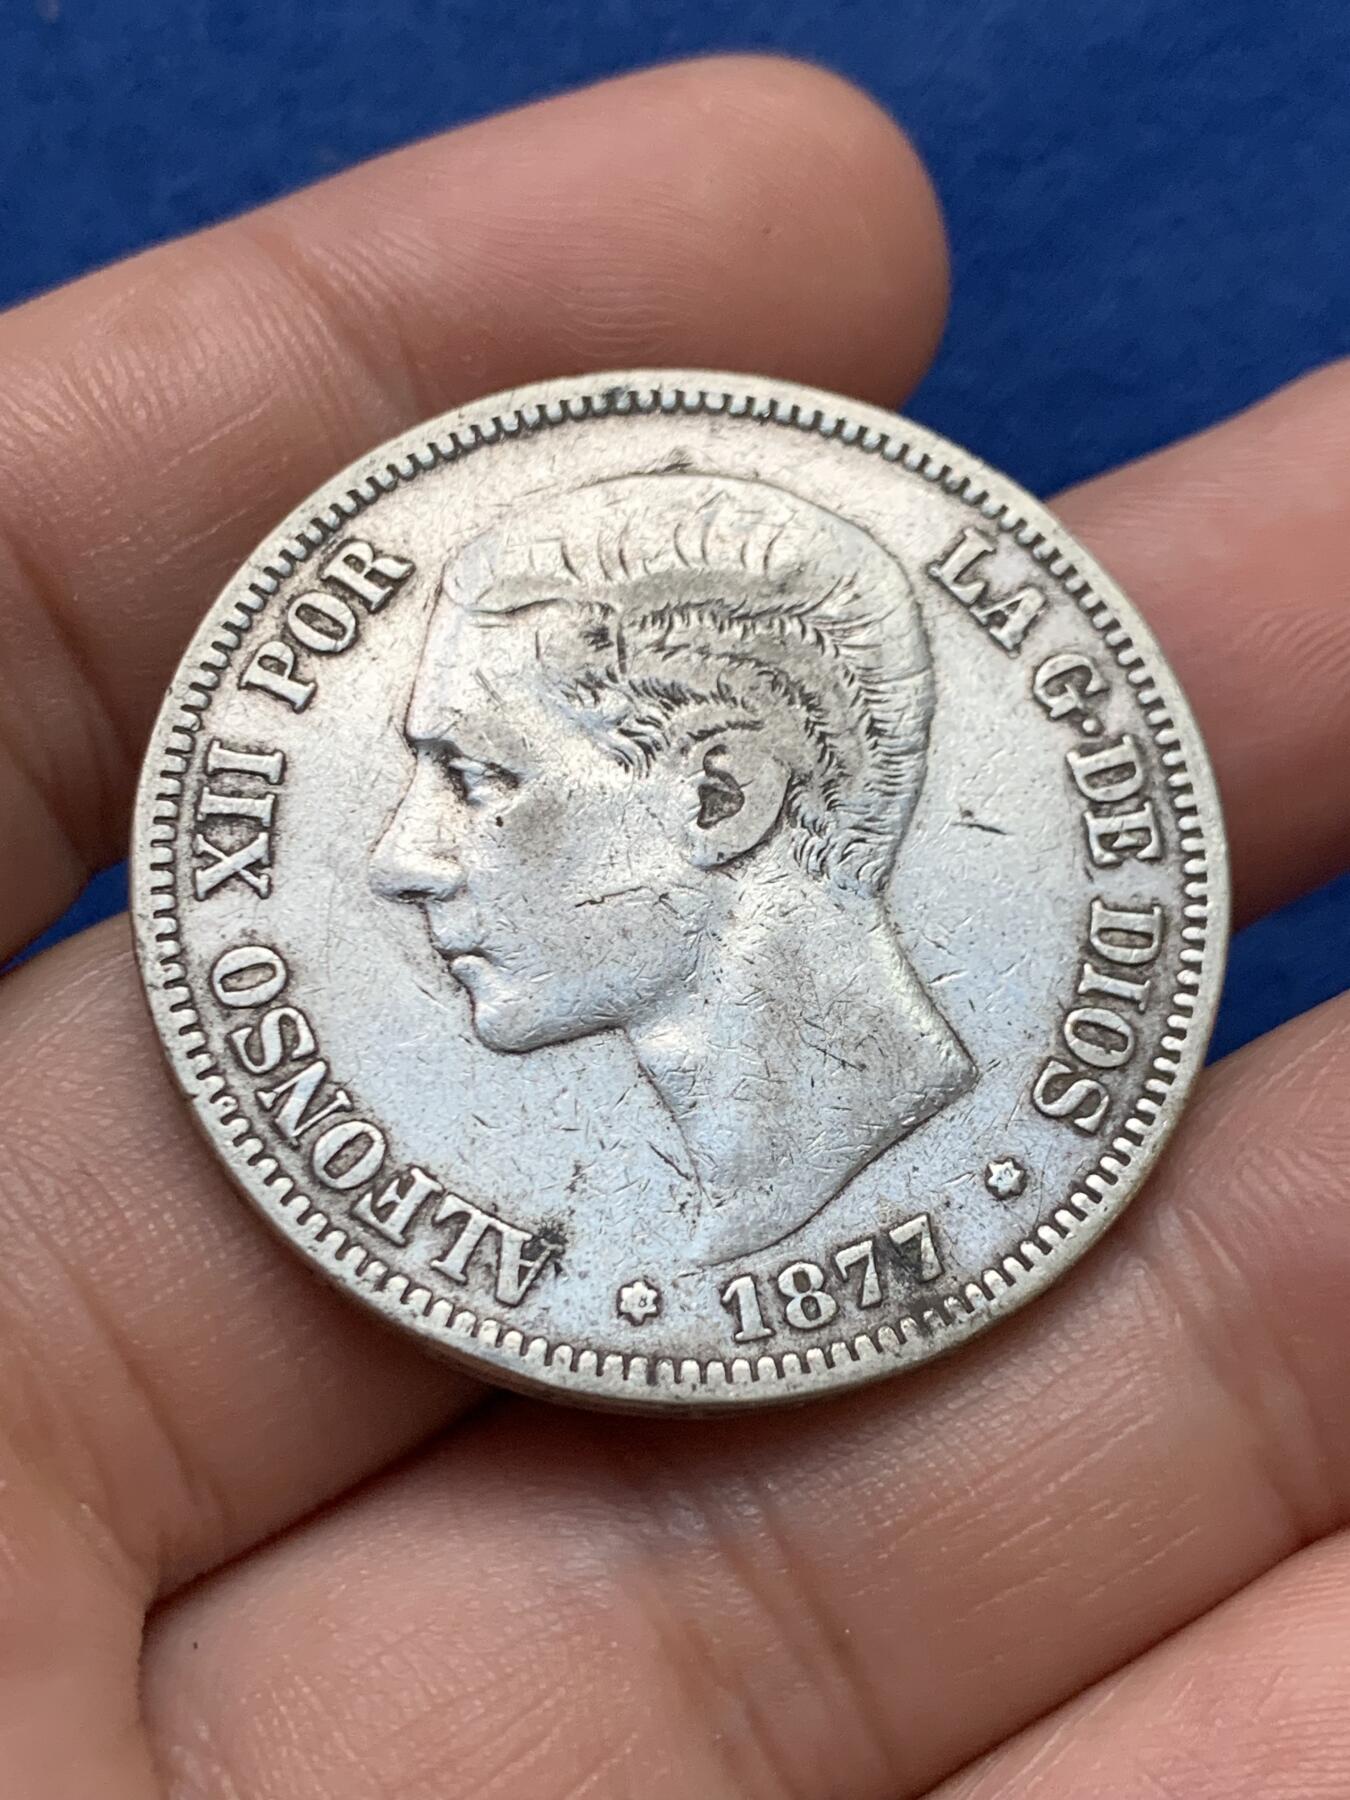 ALFONSO XII POR LA G. DE DIOS
1877